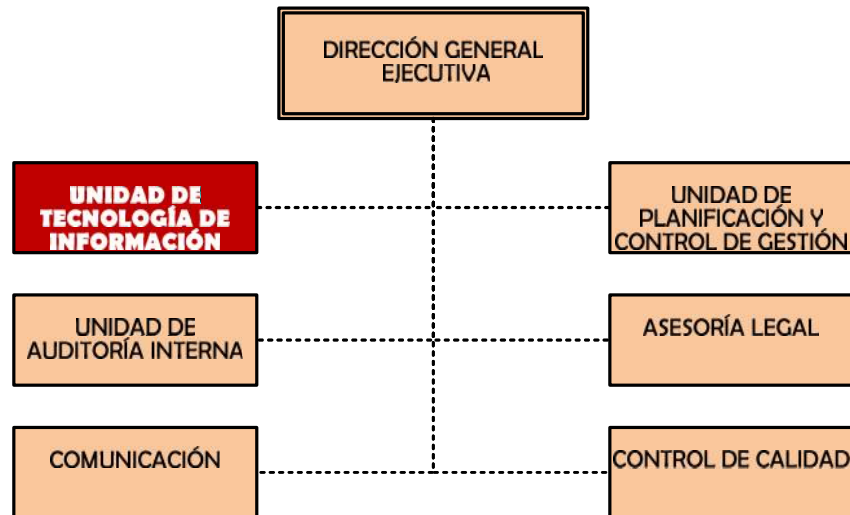 DIRECCIÓN GENERAL
EJECUTIVA
UNIDAD DE
TECNOLOGÍA DE
INFORMACIÓN
UNIDAD DE
PLANIFICACIÓN Y
CONTROL DE GESTIÓN
UNIDAD DE
AUDITORÍA INTERNA
ASESORÍA LEGAL
COMUNICACIÓN
CONTROL DE CALIDAD